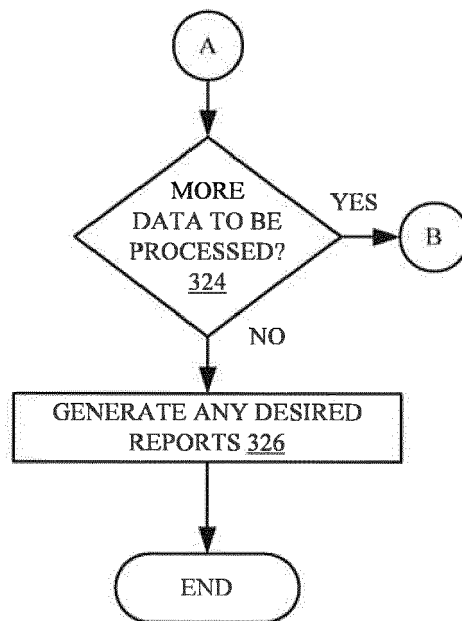 A
MORE
DATA TO BE
PROCESSED?
324
YES
B
NO
GENERATE ANY DESIRED
REPORTS 326
END